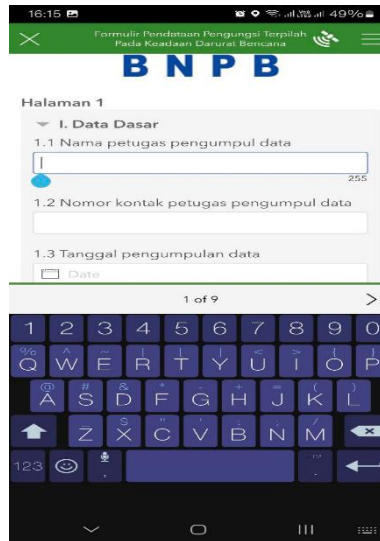 16:15 49%
Formulir Pendataan Pengungsi Terpilah
Pada Keadaan Darurat Bencana
BNPB
Halaman 1
I. Data Dasar
1.1 Nama petugas pengumpul data
255
1.2 Nomor kontak petugas pengumpul data
1.3 Tanggal pengumpulan data
Date
1 of 9
1 2 3 4 5 6 7 8 9 0
Q W E R T Y U I O P
A S D F G H J K L
Z X C V B N M
123